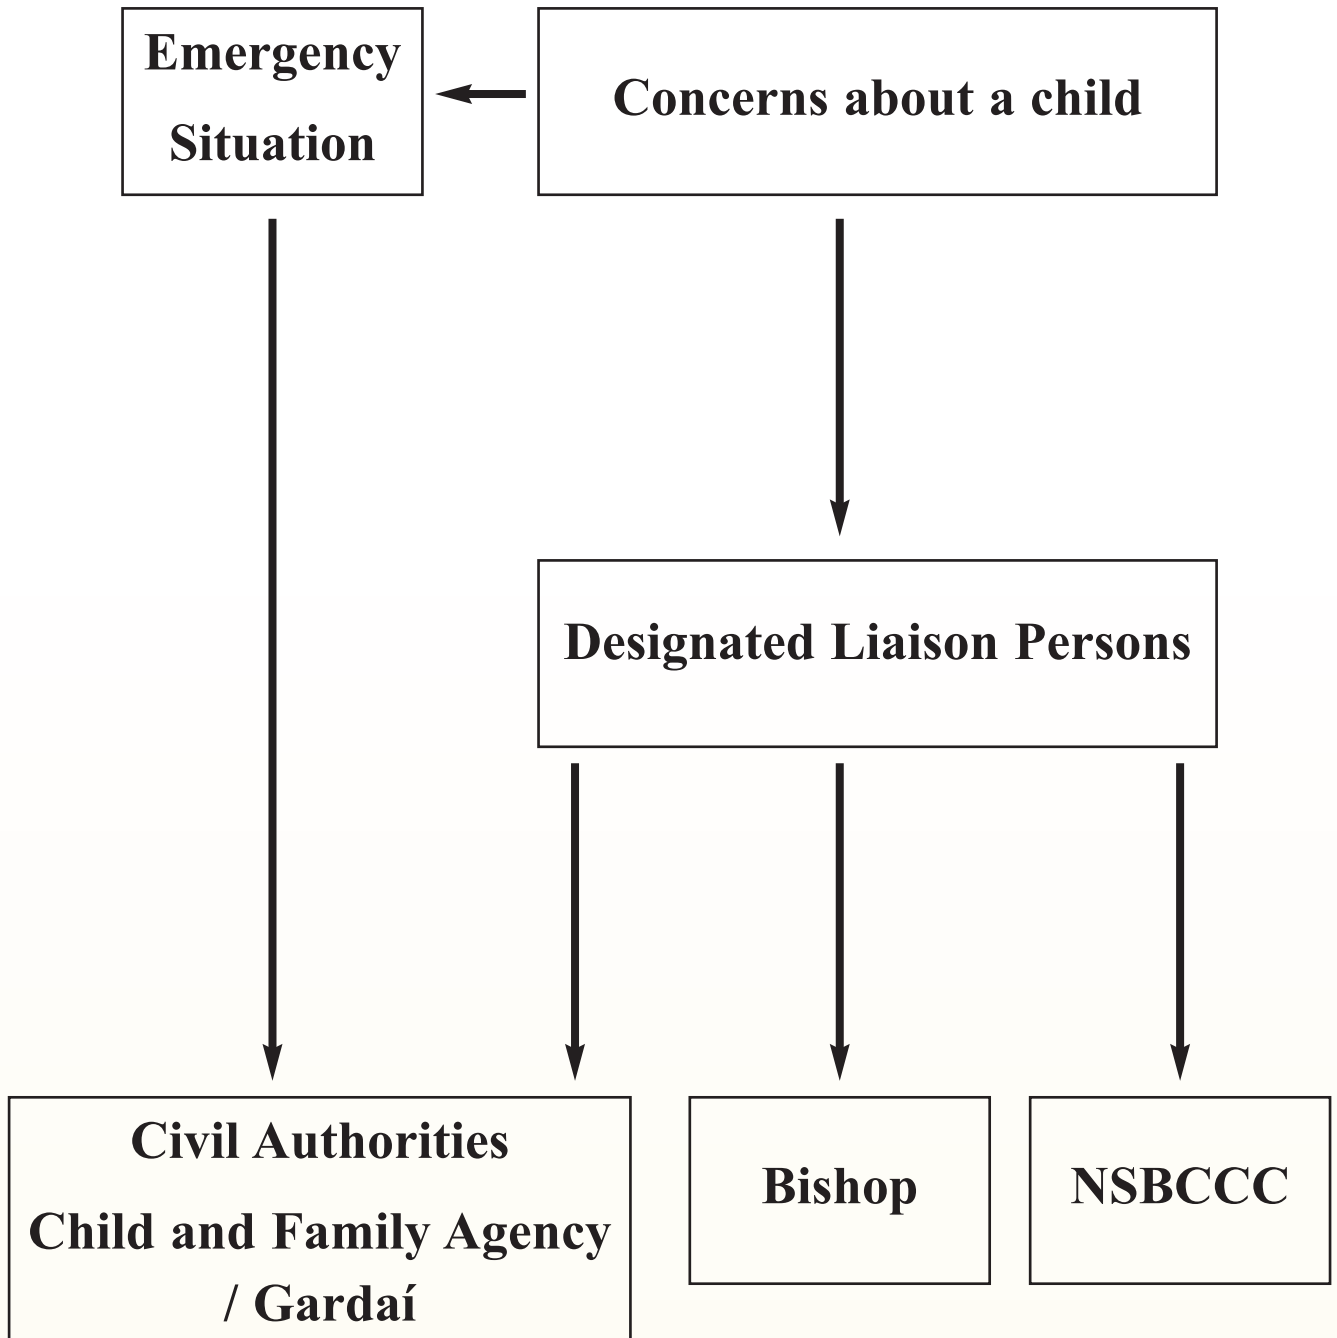 Emergency
Situation
Concerns about a child
Designated Liaison Persons
Civil Authorities
Child and Family Agency
/ Gardaí
Bishop
NSBCCC